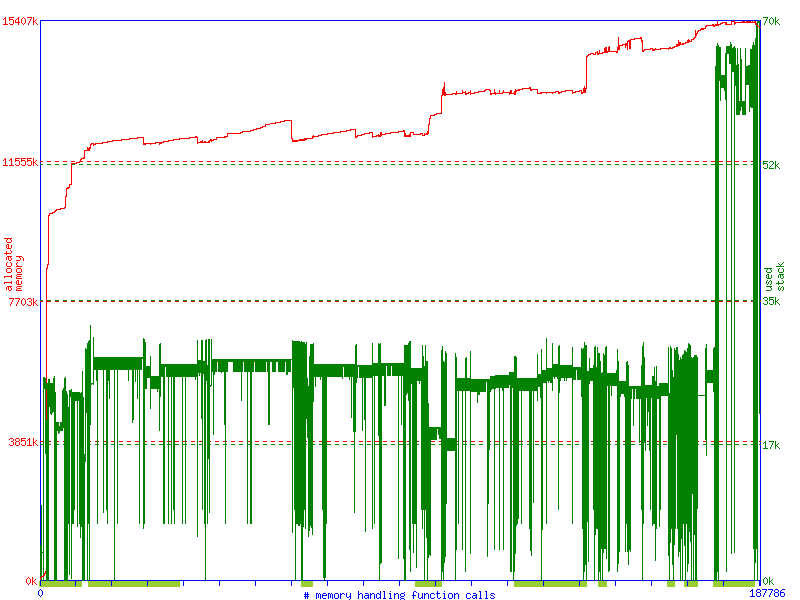 15407k
70k
11555k
52k
allocated
memory
used
stack
7703k
35k
3851k
17k
0k
0k
0
# memory handling function calls
187786